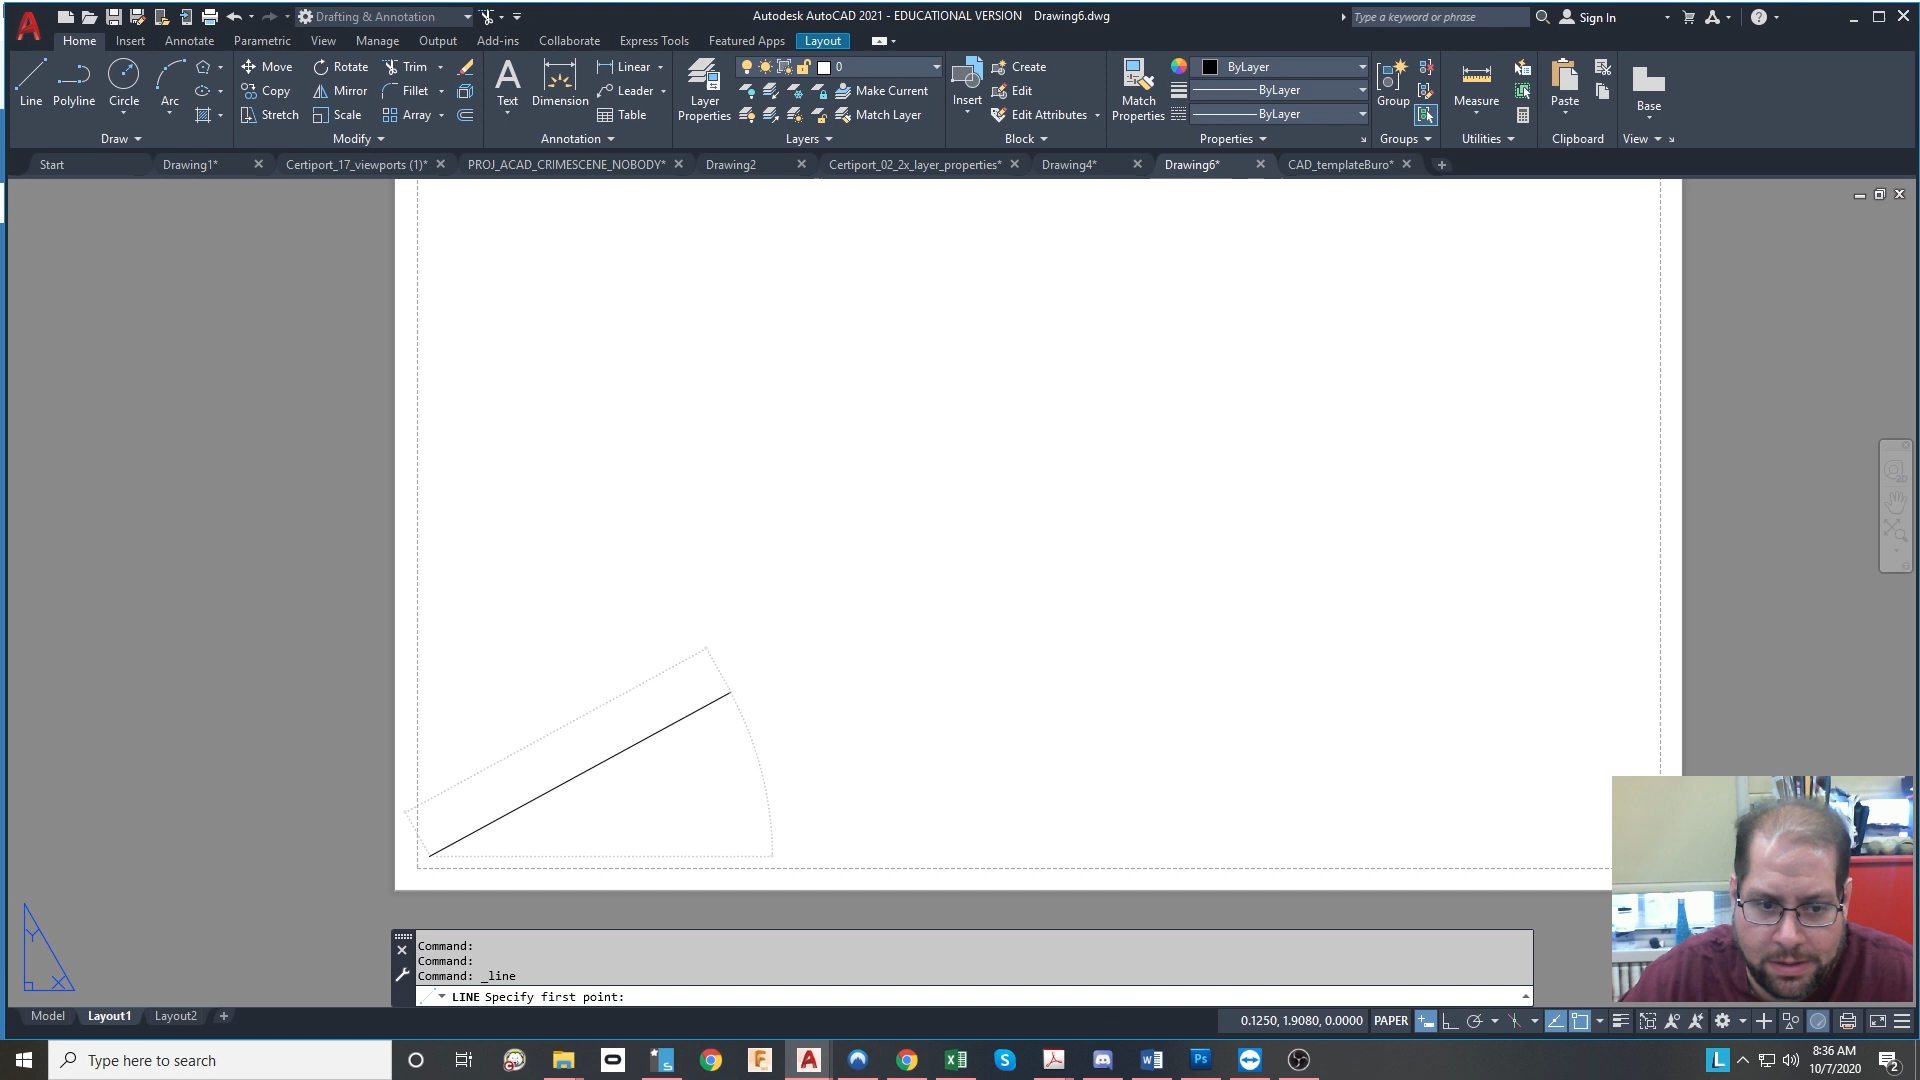 Drafting & Annotation
Autodesk AutoCAD 2021 - EDUCATIONAL VERSION Drawing6.dwg
Type a keyword or phrase
Sign In
Home Insert Annotate Parametric View Manage Output Add-ins Collaborate Express Tools Featured Apps Layout
Line Polyline Circle Arc
Move Rotate Trim
Copy Mirror Fillet
Stretch Scale Array
Text Dimension
Linear
Leader
Table
Layer Properties
0
Make Current
Match Layer
Insert
Create
Edit
Edit Attributes
Match Properties
ByLayer
ByLayer
ByLayer
Group
Measure
Paste
Base
Draw Modify Annotation Layers Block Properties Groups Utilities Clipboard View
Start Drawing1* Certiport_17_viewports (1)* PROJ_ACAD_CRIMESCENE_NOBODY* Drawing2 Certiport_02_2x_layer_properties* Drawing4* Drawing6* CAD_templateBuro*
Y
X
Command:
Command:
Command: _line
LINE Specify first point:
Model Layout1 Layout2
0.1250, 1.9080, 0.0000 PAPER
Type here to search
8:36 AM
10/7/2020
2